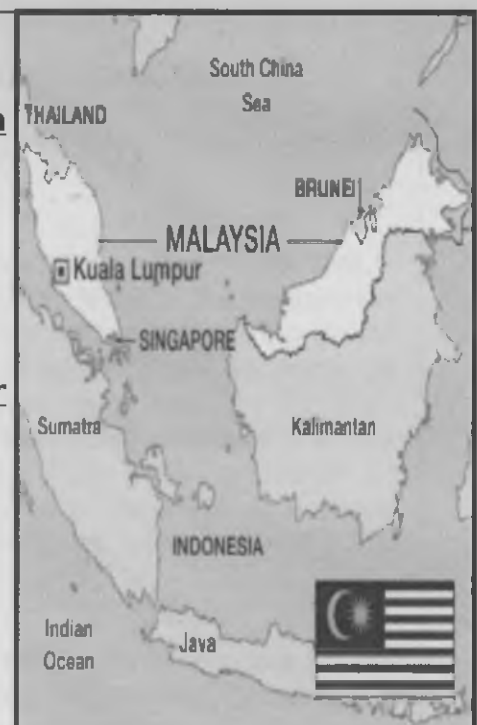 South China
Sea
THAILAND
BRUNEI
MALAYSIA
Kuala Lumpur
SINGAPORE
Sumatra
Kalimantan
INDONESIA
Indian
Ocean
Java